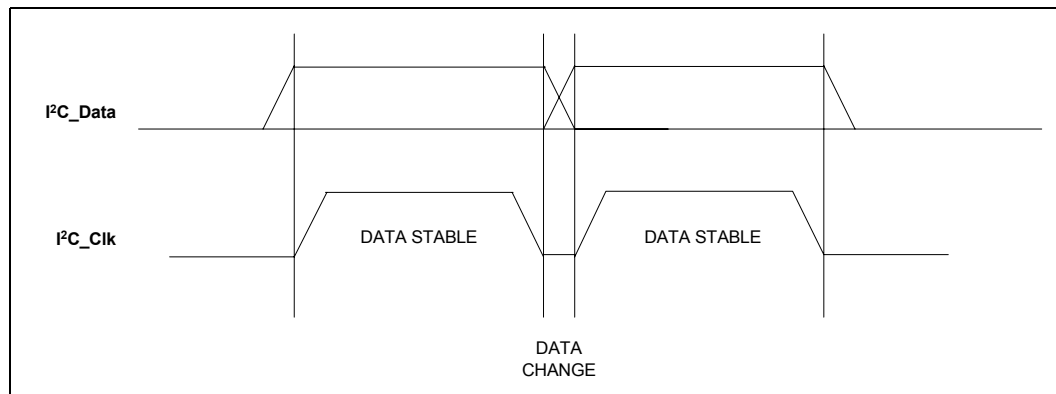 I²C_Data
I²C_Clk
DATA STABLE
DATA STABLE
DATA
CHANGE